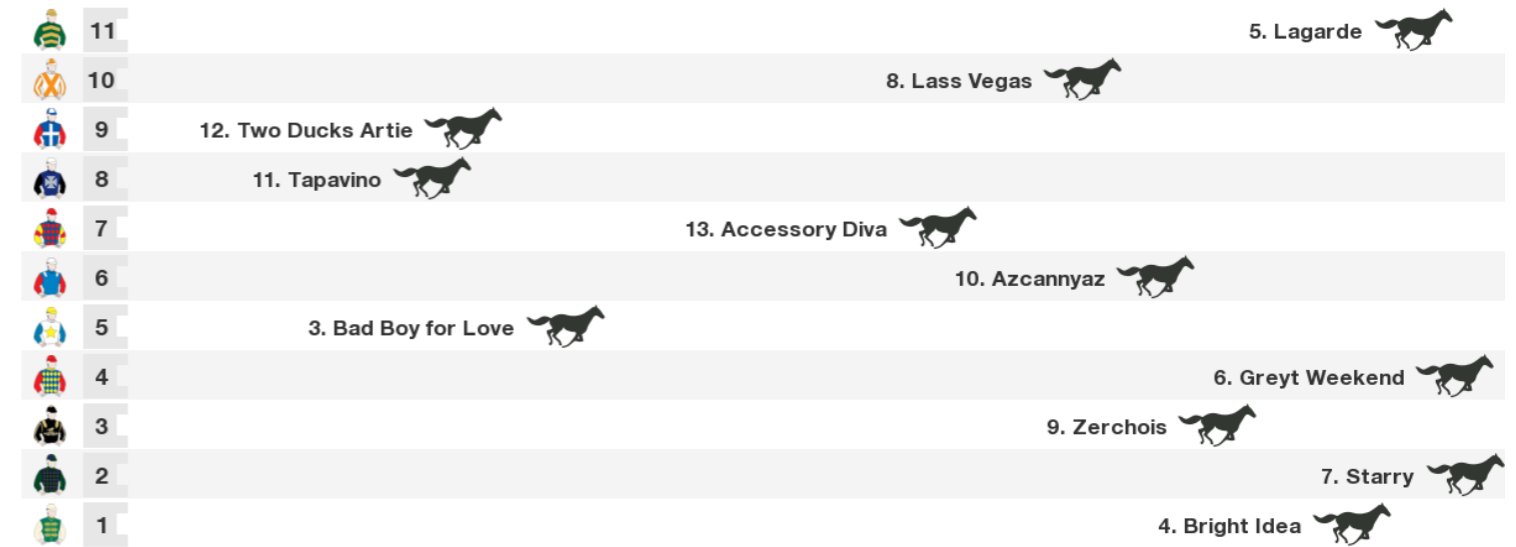 11 5. Lagarde
10 8. Lass Vegas
9 12. Two Ducks Artie
8 11. Tapavino
7 13. Accessory Diva
6 10. Azcannyaz
5 3. Bad Boy for Love
4 6. Greyt Weekend
3 9. Zerchois
2 7. Starry
1 4. Bright Idea